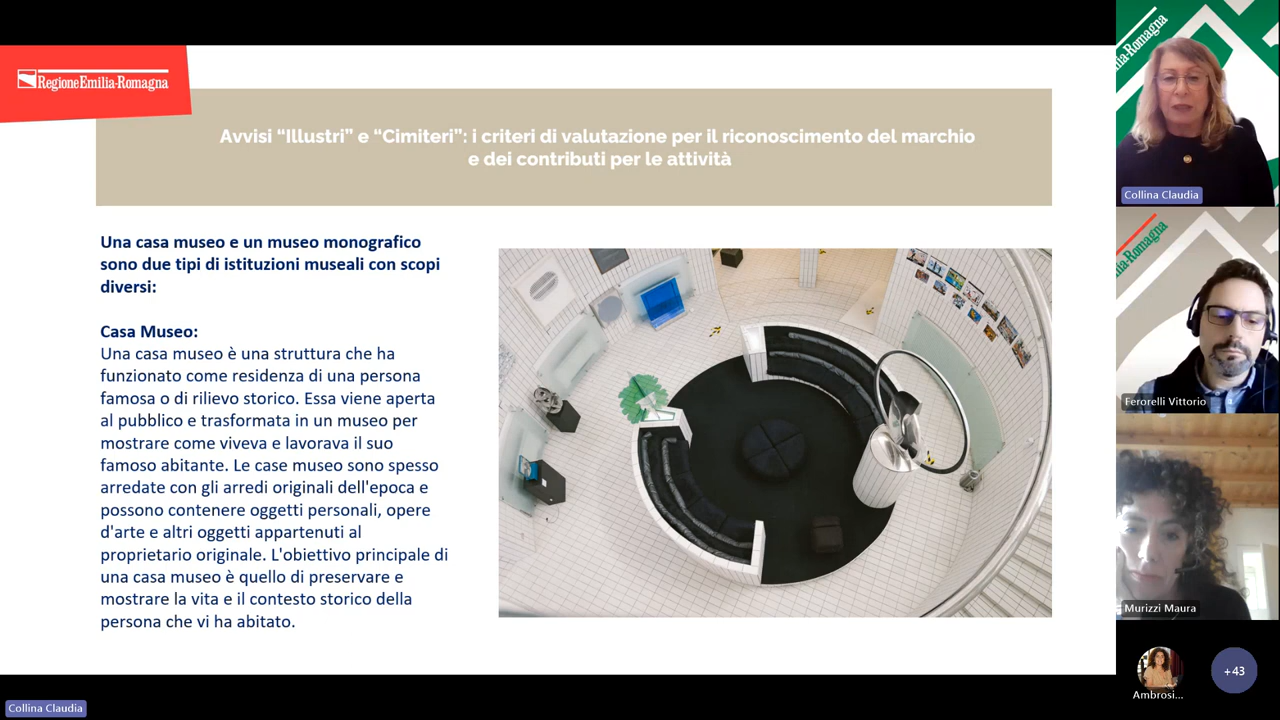 RegioneEmilia-Romagna
Avvisi “Illustri” e “Cimiteri”: i criteri di valutazione per il riconoscimento del marchio
e dei contributi per le attività
Una casa museo e un museo monografico
sono due tipi di istituzioni museali con scopi
diversi:
Casa Museo:
Una casa museo è una struttura che ha
funzionato come residenza di una persona
famosa o di rilievo storico. Essa viene aperta
al pubblico e trasformata in un museo per
mostrare come viveva e lavorava il suo
famoso abitante. Le case museo sono spesso
arredate con gli arredi originali dell'epoca e
possono contenere oggetti personali, opere
d'arte e altri oggetti appartenuti al
proprietario originale. L'obiettivo principale di
una casa museo è quello di preservare e
mostrare la vita e il contesto storico della
persona che vi ha abitato.
Collina Claudia
ilia-Romagna
Collina Claudia
ilia-Romagna
Ferorelli Vittorio
Murizzi Maura
Ambrosi...
+43